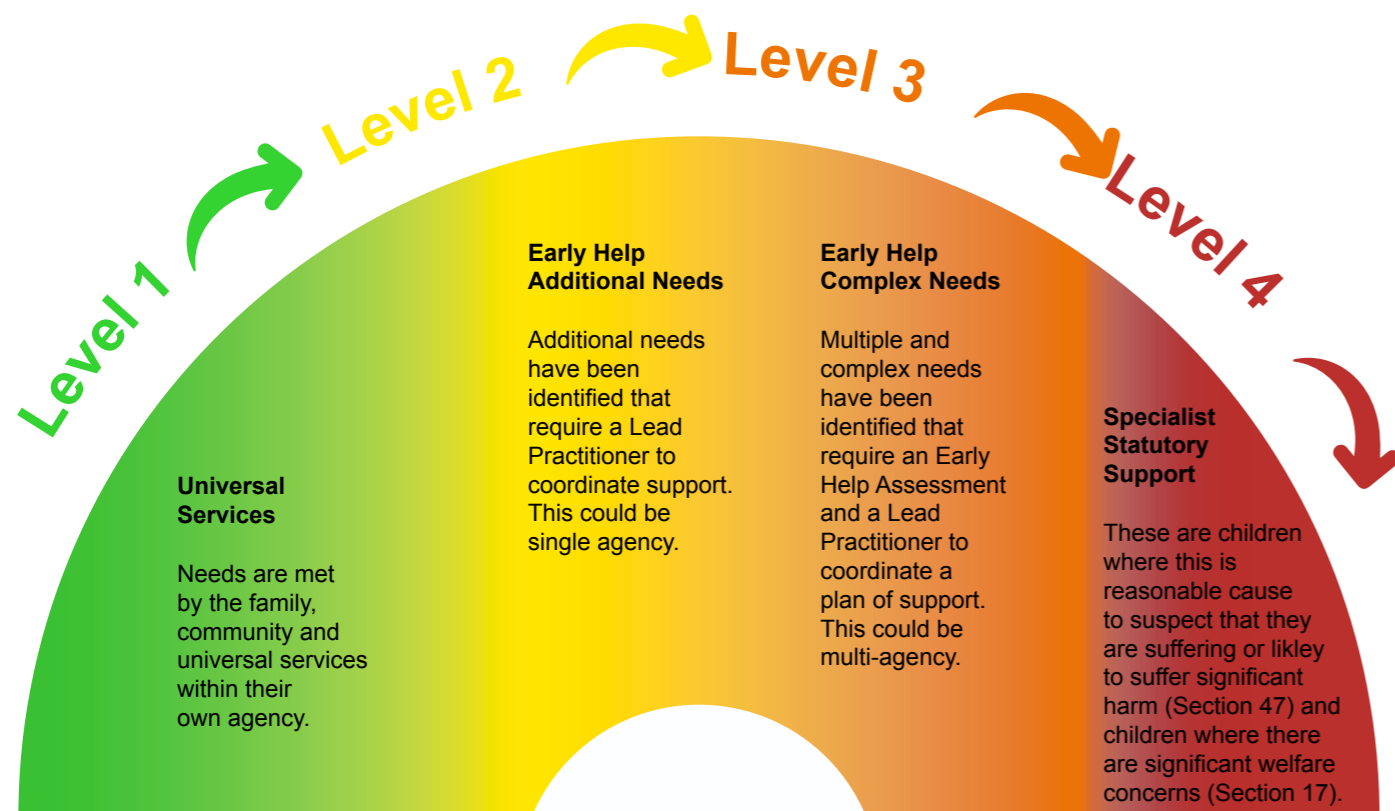 Level 1
Level 2
Level 3
Level 4
Universal
Services
Needs are met
by the family,
community and
universal services
within their
own agency.
Early Help
Additional Needs
Additional needs
have been
identified that
require a Lead
Practitioner to
coordinate support.
This could be
single agency.
Early Help
Complex Needs
Multiple and
complex needs
have been
identified that
require an Early
Help Assessment
and a Lead
Practitioner to
coordinate a
plan of support.
This could be
multi-agency.
Specialist
Statutory
Support
These are children
where this is
reasonable cause
to suspect that they
are suffering or likley
to suffer significant
harm (Section 47) and
children where there
are significant welfare
concerns (Section 17).